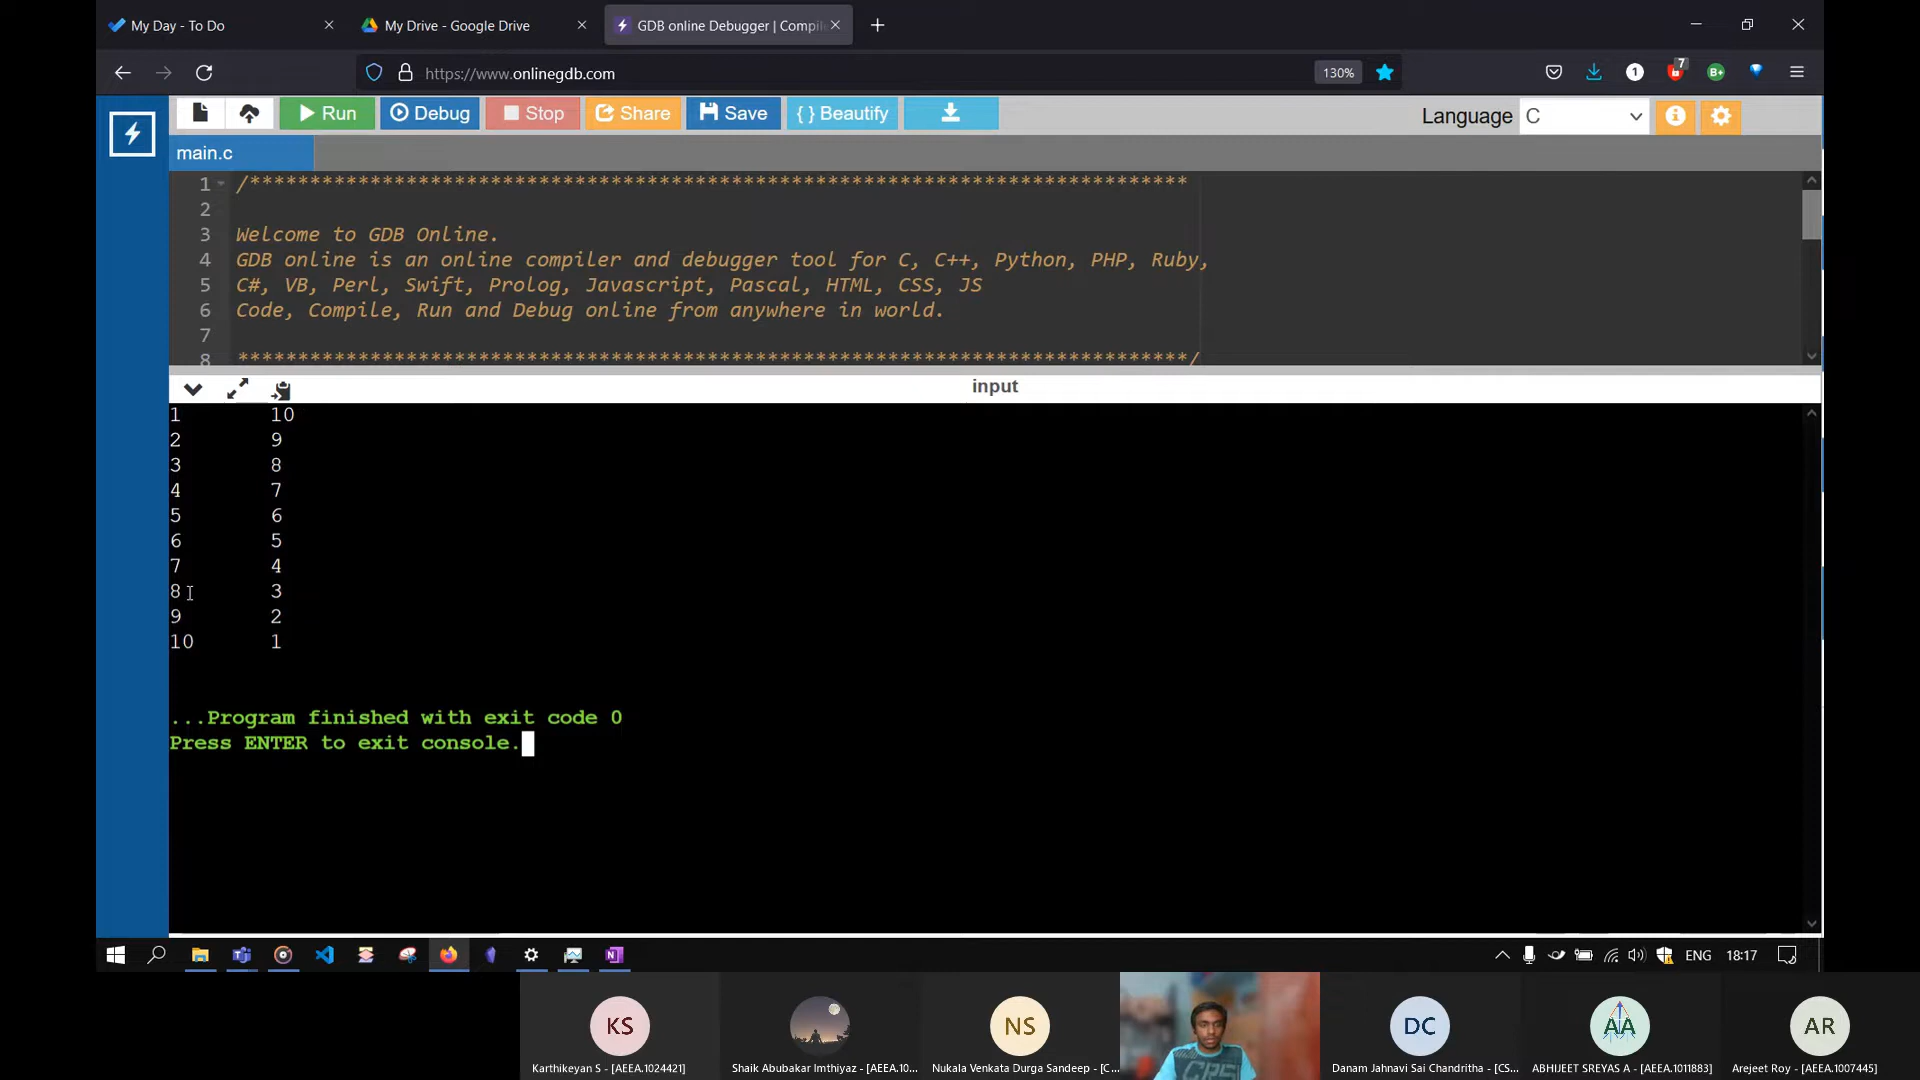 My Day - To Do
My Drive - Google Drive
GDB online Debugger | Compil
https://www.onlinegdb.com
130%
1
7
B+
Run
Debug
Stop
Share
Save
{ } Beautify
Language
C
main.c
1 /******************************************************************************
2
3 Welcome to GDB Online.
4 GDB online is an online compiler and debugger tool for C, C++, Python, PHP, Ruby,
5 C#, VB, Perl, Swift, Prolog, Javascript, Pascal, HTML, CSS, JS
6 Code, Compile, Run and Debug online from anywhere in world.
7
8 *******************************************************************************/
input
1 10
2 9
3 8
4 7
5 6
6 5
7 4
8 3
9 2
10 1
...Program finished with exit code 0
Press ENTER to exit console.
ENG
18:17
KS
NS
DC
AA
AR
Karthikeyan S - [AEEA.1024421]
Shaik Abubakar Imthiyaz - [AEEA.10...
Nukala Venkata Durga Sandeep - [C...
Danam Jahnavi Sai Chandritha - [CS...
ABHIJEET SREYAS A - [AEEA.1011883]
Arejeet Roy - [AEEA.1007445]